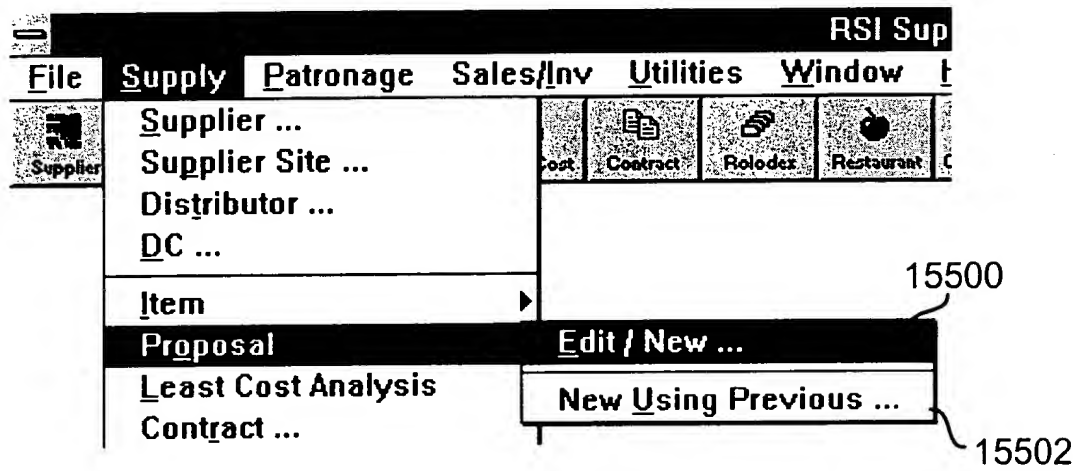 RSI Sup
File Supply Patronage Sales/Inv Utilities Window H
Supplier Cost Contract Rolodex Restaurant
Supplier ...
Supplier Site ...
Distributor ...
DC ...
15500
Item
Proposal Edit / New ...
Least Cost Analysis New Using Previous ...
Contract ...
15502